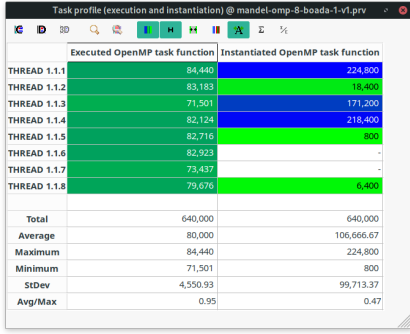 Task profile (execution and instantiation) @ mandel-omp-8-boada-1-v1.prv
Executed OpenMP task function Instantiated OpenMP task function
THREAD 1.1.1 84,440 224,800
THREAD 1.1.2 83,183 18,400
THREAD 1.1.3 71,501 171,200
THREAD 1.1.4 82,124 218,400
THREAD 1.1.5 82,716 800
THREAD 1.1.6 82,923 -
THREAD 1.1.7 73,437 -
THREAD 1.1.8 79,676 6,400
Total 640,000 640,000
Average 80,000 106,666.67
Maximum 84,440 224,800
Minimum 71,501 800
StDev 4,550.93 99,713.37
Avg/Max 0.95 0.47